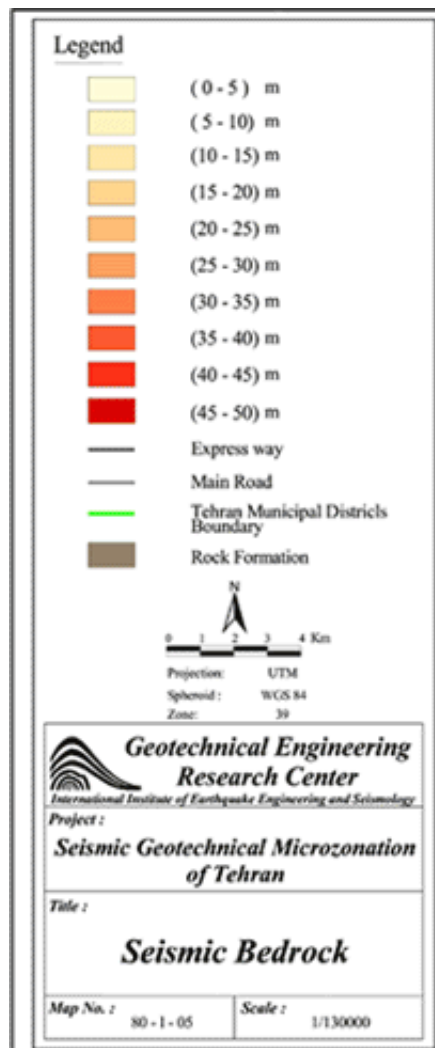 Legend
( 0 - 5 ) m
( 5 - 10) m
(10 - 15) m
(15 - 20) m
(20 - 25) m
(25 - 30) m
(30 - 35) m
(35 - 40) m
(40 - 45) m
(45 - 50) m
Express way
Main Road
Tehran Municipal Districls
Boundary
Rock Formation
N
0 1 2 3 4 Km
Projection: UTM
Spheroid : WGS 84
Zone: 39
Geotechnical Engineering
Research Center
International Institute of Earthquake Engineering and Seismology
Project :
Seismic Geotechnical Microzonation
of Tehran
Title :
Seismic Bedrock
Map No. : Scale :
80 - 1 - 05 1/130000